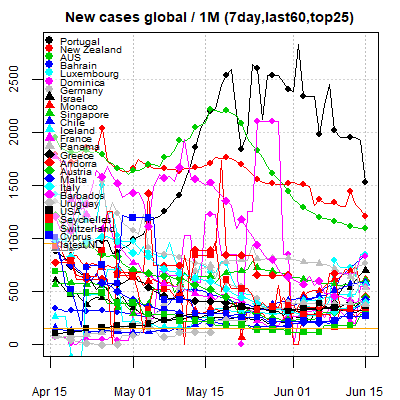 New cases global / 1M (7day,last60,top25)
Portugal
New Zealand
AUS
Bahrain
Luxembourg
Dominica
Germany
Israel
Monaco
Singapore
Chile
Iceland
France
Panama
Greece
Andorra
Austria
Malta
Italy
Barbados
Uruguay
USA
Seychelles
Switzerland
Cyprus
latest
2500
2000
1500
1000
500
0
Apr 15 May 01 May 15 Jun 01 Jun 15